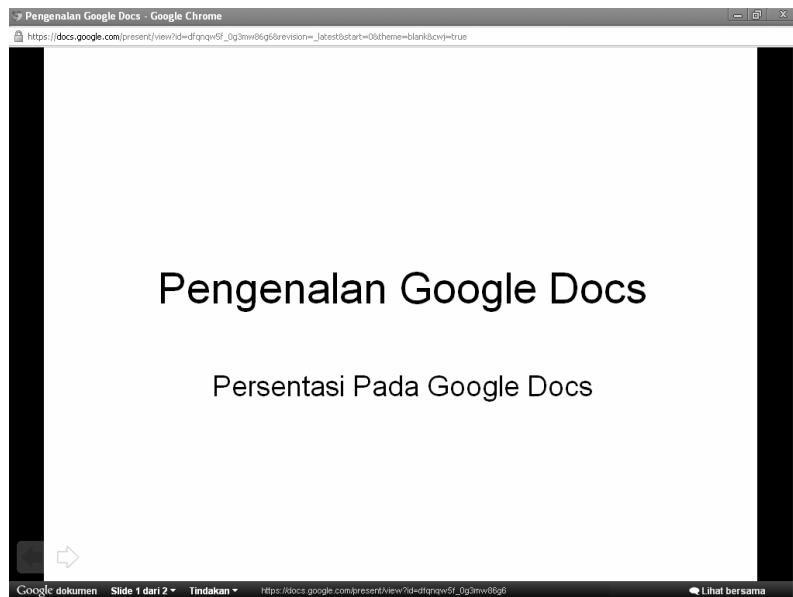 Pengenalan Google Docs - Google Chrome
https://docs.google.com/present/view?id=dfqnqw5f_0g3mw86g6&revision=_latest&start=0&theme=blank&cwj=true
Pengenalan Google Docs
Persentasi Pada Google Docs
Google dokumen Slide 1 dari 2 Tindakan https://docs.google.com/present/view?id=dfqnqw5f_0g3mw86g6 Lihat bersama